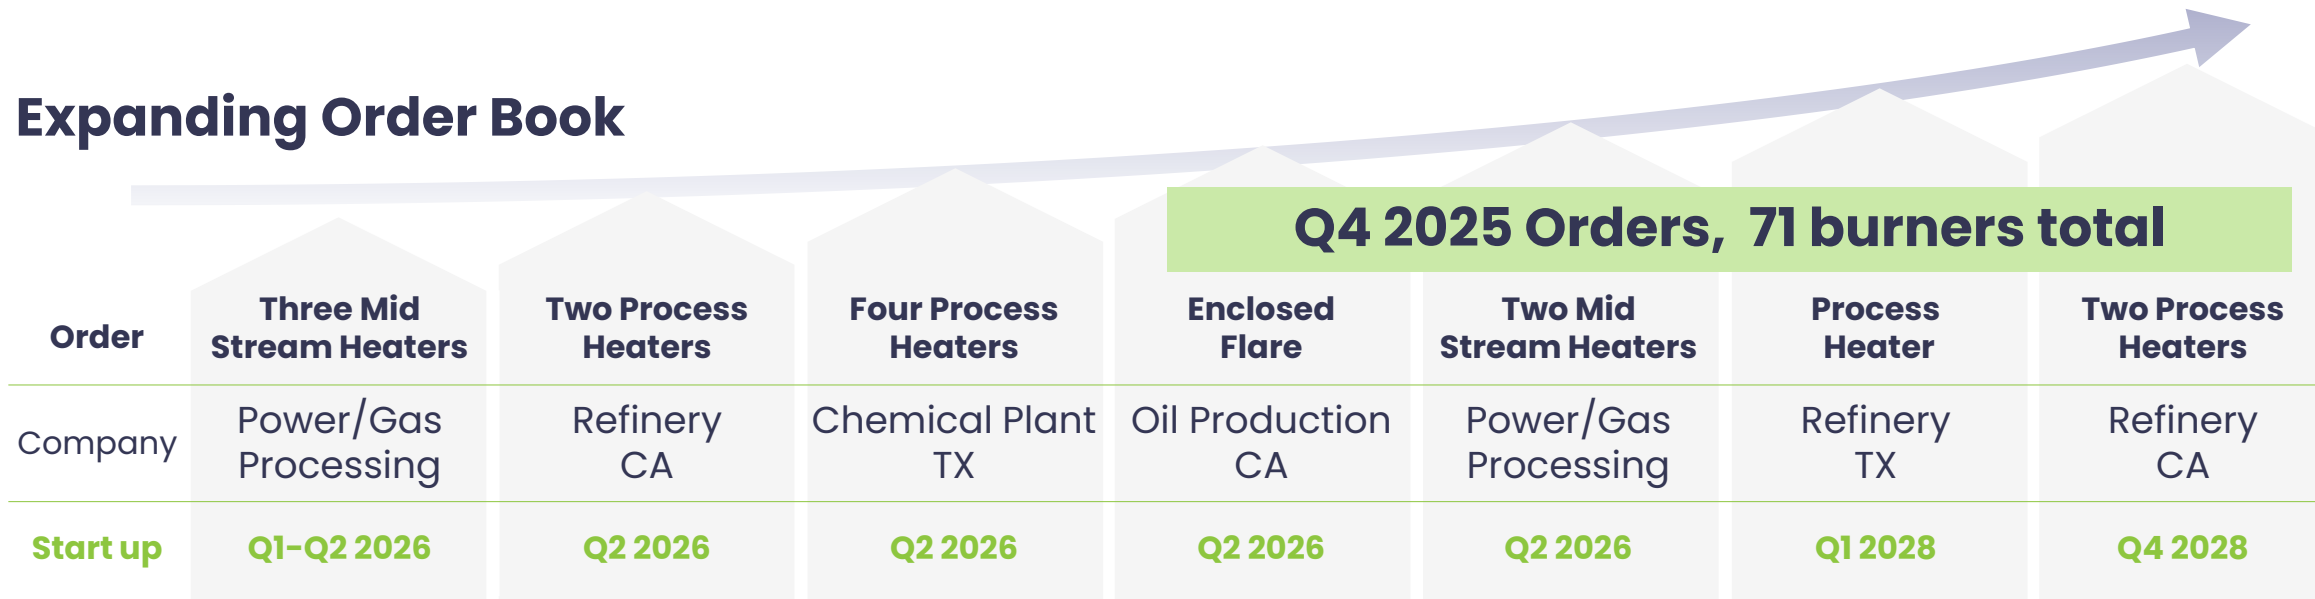 Expanding Order Book
Q4 2025 Orders, 71 burners total
Order
Three Mid
Stream Heaters
Two Process
Heaters
Four Process
Heaters
Enclosed
Flare
Two Mid
Stream Heaters
Process
Heater
Two Process
Heaters
Company
Power/Gas
Processing
Refinery
CA
Chemical Plant
TX
Oil Production
CA
Power/Gas
Processing
Refinery
TX
Refinery
CA
Start up
Q1-Q2 2026
Q2 2026
Q2 2026
Q2 2026
Q2 2026
Q1 2028
Q4 2028